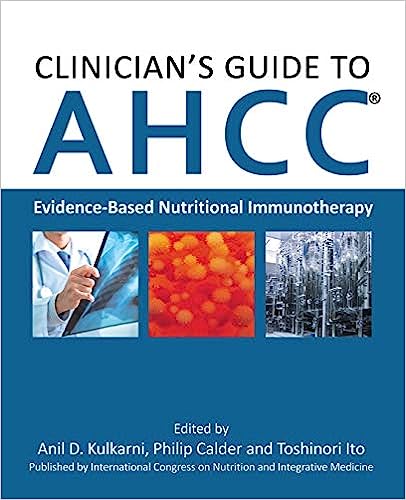 CLINICIAN'S GUIDE TO
AHCC®
Evidence-Based Nutritional Immunotherapy
Edited by
Anil D. Kulkarni, Philip Calder and Toshinori Ito
Published by International Congress on Nutrition and Integrative Medicine